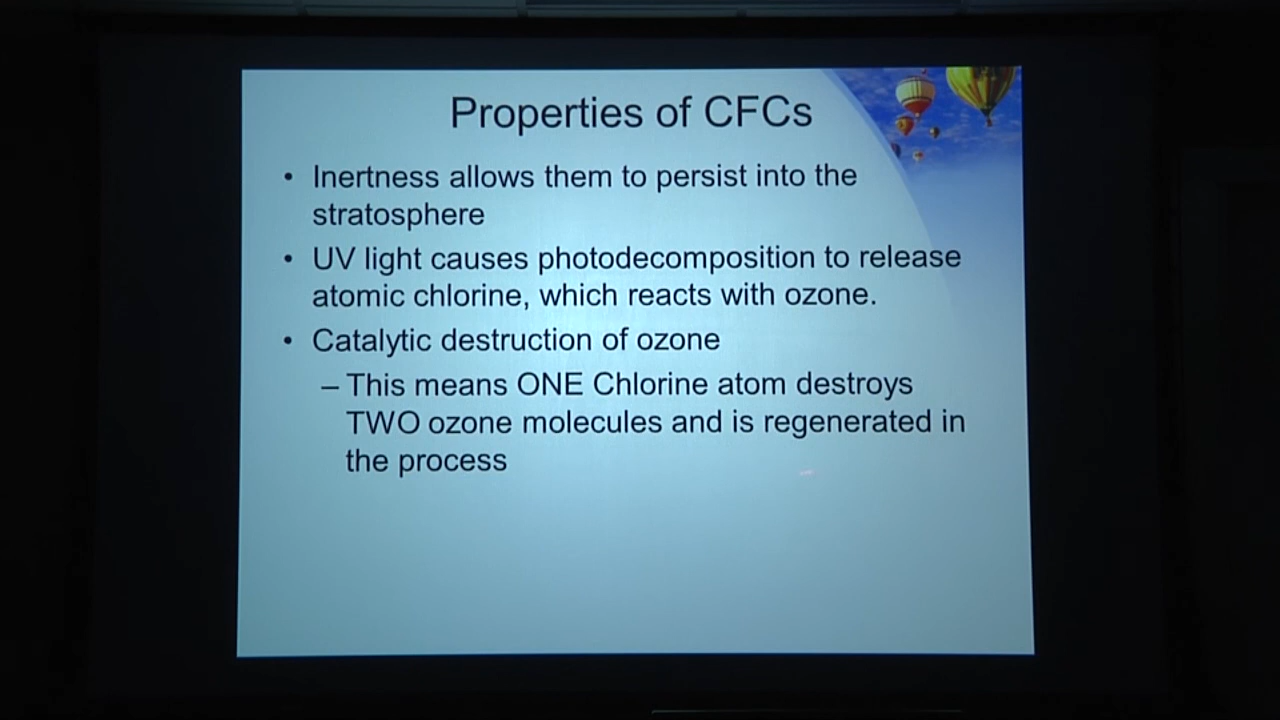 Properties of CFCs
• Inertness allows them to persist into the
stratosphere
• UV light causes photodecomposition to release
atomic chlorine, which reacts with ozone.
• Catalytic destruction of ozone
– This means ONE Chlorine atom destroys
TWO ozone molecules and is regenerated in
the process